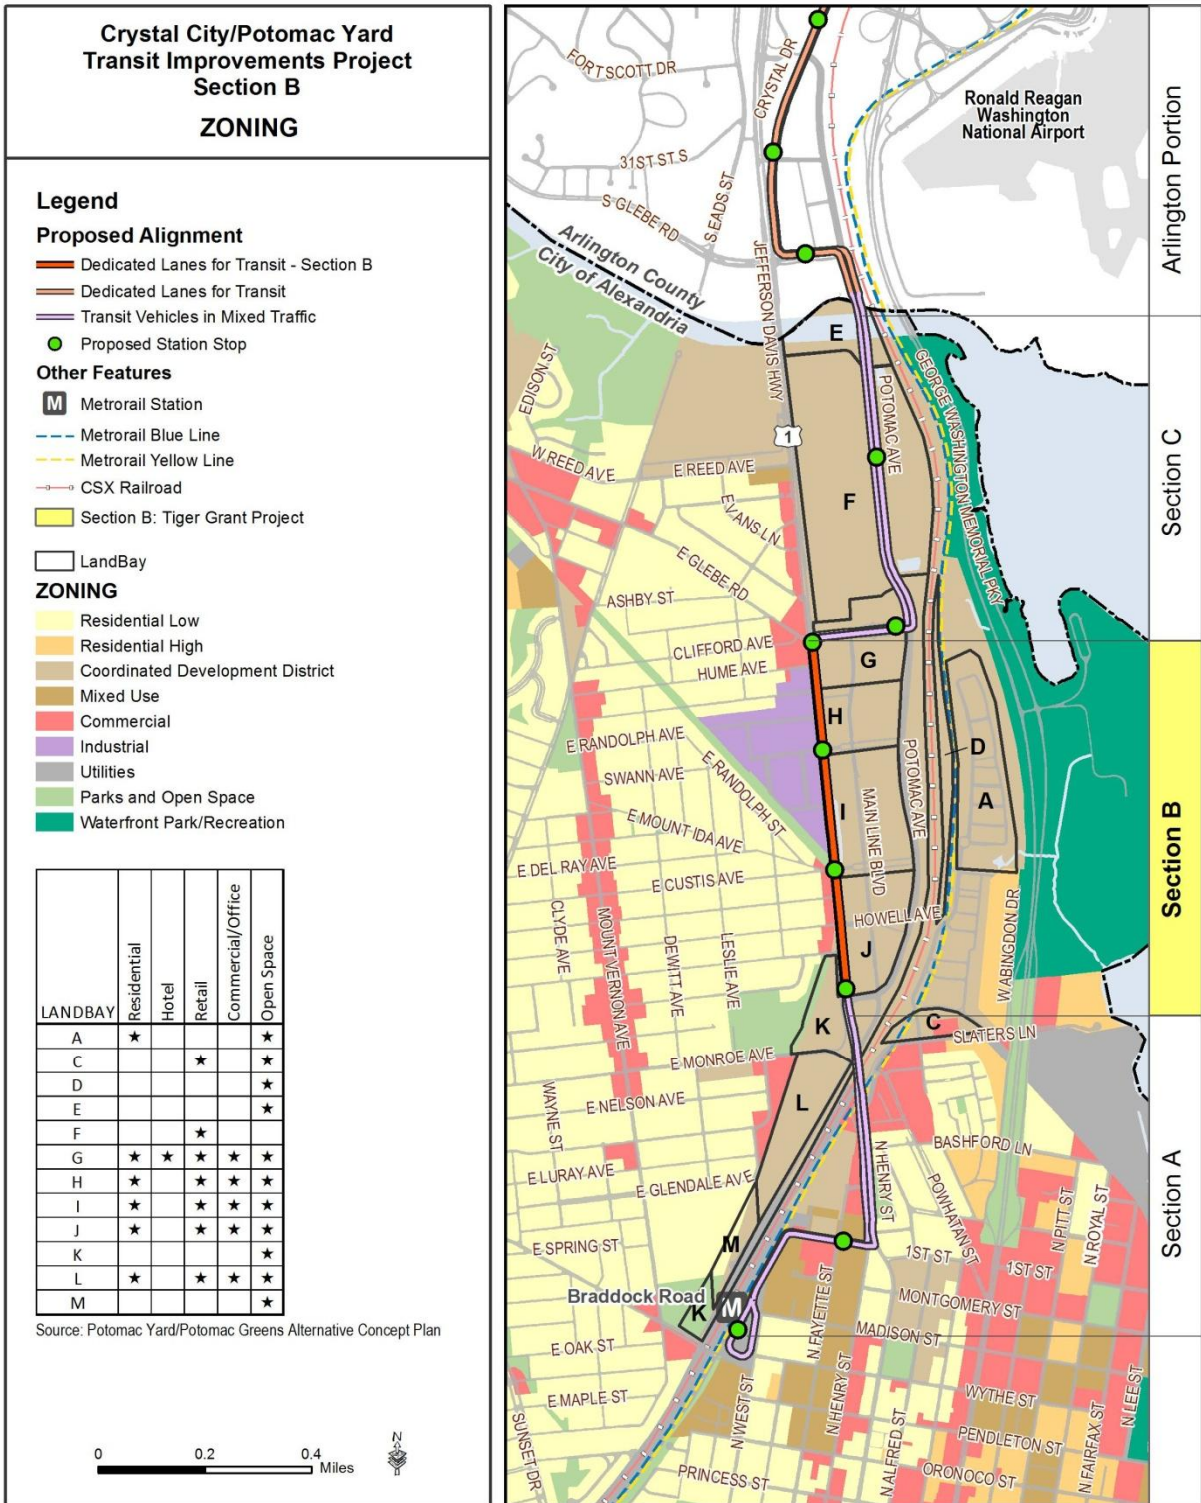 Crystal City/Potomac Yard
Transit Improvements Project
Section B
ZONING
Legend
Proposed Alignment
Dedicated Lanes for Transit - Section B
Dedicated Lanes for Transit
Transit Vehicles in Mixed Traffic
Proposed Station Stop
Other Features
M Metrorail Station
Metrorail Blue Line
Metrorail Yellow Line
CSX Railroad
Section B: Tiger Grant Project
LandBay
ZONING
Residential Low
Residential High
Coordinated Development District
Mixed Use
Commercial
Industrial
Utilities
Parks and Open Space
Waterfront Park/Recreation
LANDBAY Residential Hotel Retail Commercial/Office Open Space
A ★ ★
C ★ ★
D ★
E ★
F ★
G ★ ★ ★ ★ ★
H ★ ★ ★ ★
I ★ ★ ★ ★
J ★ ★ ★ ★
K ★
L ★ ★ ★ ★
M ★
Source: Potomac Yard/Potomac Greens Alternative Concept Plan
0 0.2 0.4
Miles
N
FORT SCOTT DR
CRYSTAL DR
Ronald Reagan
Washington
National Airport
31ST ST S
S GLEBE RD
S EADS ST
Arlington County
City of Alexandria
JEFFERSON DAVIS HWY
E
EDISON ST
POTOMAC AVE
GEORGE WASHINGTON MEMORIAL PKY
1
W REED AVE
E REED AVE
F
EVANS LN
E GLEBE RD
ASHBY ST
CLIFFORD AVE
HUME AVE
G
H
E RANDOLPH AVE
E RANDOLPH ST
SWANN AVE
POTOMAC AVE
D
A
E MOUNT IDA AVE
I
MAIN LINE BLVD
E DEL RAY AVE
E CUSTIS AVE
CLYDE AVE
MOUNT VERNON AVE
DEWITT AVE
LESLIE AVE
HOWELL AVE
W ABINGDON DR
J
K
C
SLATERS LN
E MONROE AVE
WAYNE ST
E NELSON AVE
L
BASHFORD LN
N HENRY ST
POWHATAN ST
E LURAY AVE
E GLENDALE AVE
N PITT ST
N ROYAL ST
E SPRING ST
M
1ST ST
1ST ST
Braddock Road
K
M
N FAYETTE ST
MONTGOMERY ST
MADISON ST
E OAK ST
E MAPLE ST
N WEST ST
N HENRY ST
WYTHE ST
N LEE ST
SUNSET DR
N ALFRED ST
PENDLETON ST
N FAIRFAX ST
PRINCESS ST
ORONOCO ST
Arlington Portion
Section C
Section B
Section A